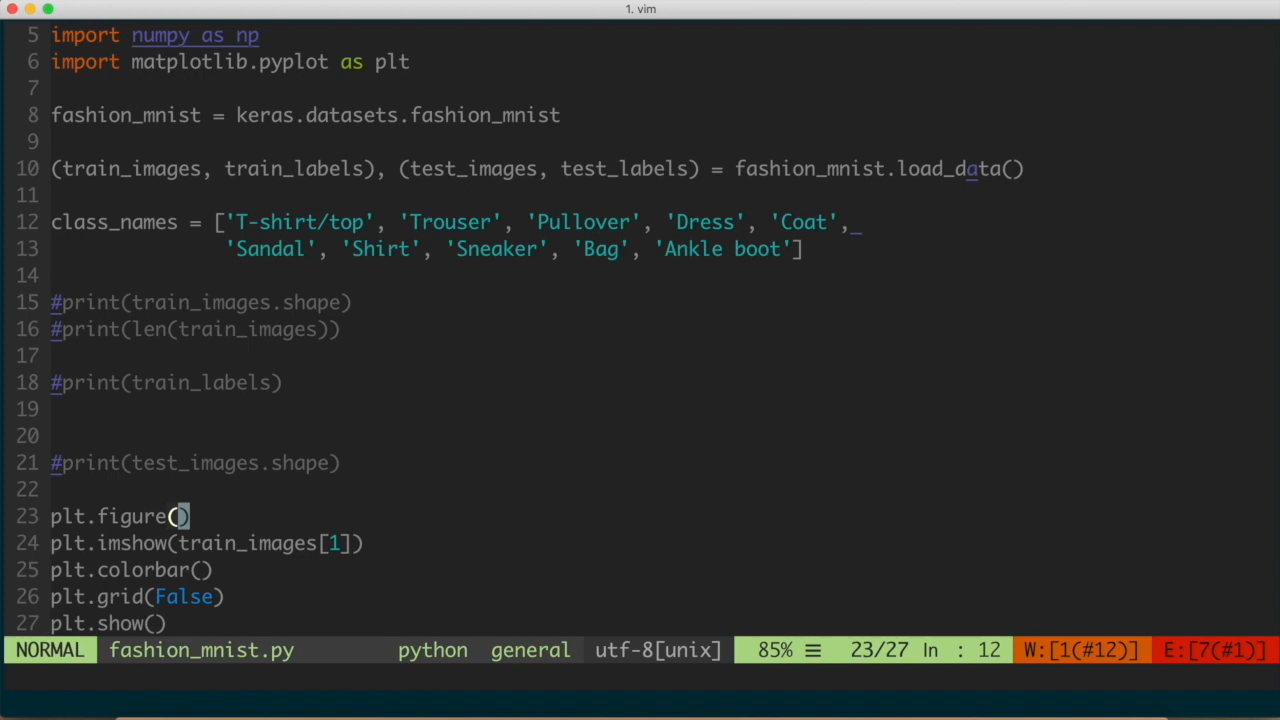 1. vim
5 import numpy as np
6 import matplotlib.pyplot as plt
7
8 fashion_mnist = keras.datasets.fashion_mnist
9
10 (train_images, train_labels), (test_images, test_labels) = fashion_mnist.load_data()
11
12 class_names = ['T-shirt/top', 'Trouser', 'Pullover', 'Dress', 'Coat',
13 'Sandal', 'Shirt', 'Sneaker', 'Bag', 'Ankle boot']
14
15 #print(train_images.shape)
16 #print(len(train_images))
17
18 #print(train_labels)
19
20
21 #print(test_images.shape)
22
23 plt.figure()
24 plt.imshow(train_images[1])
25 plt.colorbar()
26 plt.grid(False)
27 plt.show()
NORMAL fashion_mnist.py python general utf-8[unix] 85% ≡ 23/27 ln : 12 W:[1(#12)] E:[7(#1)]